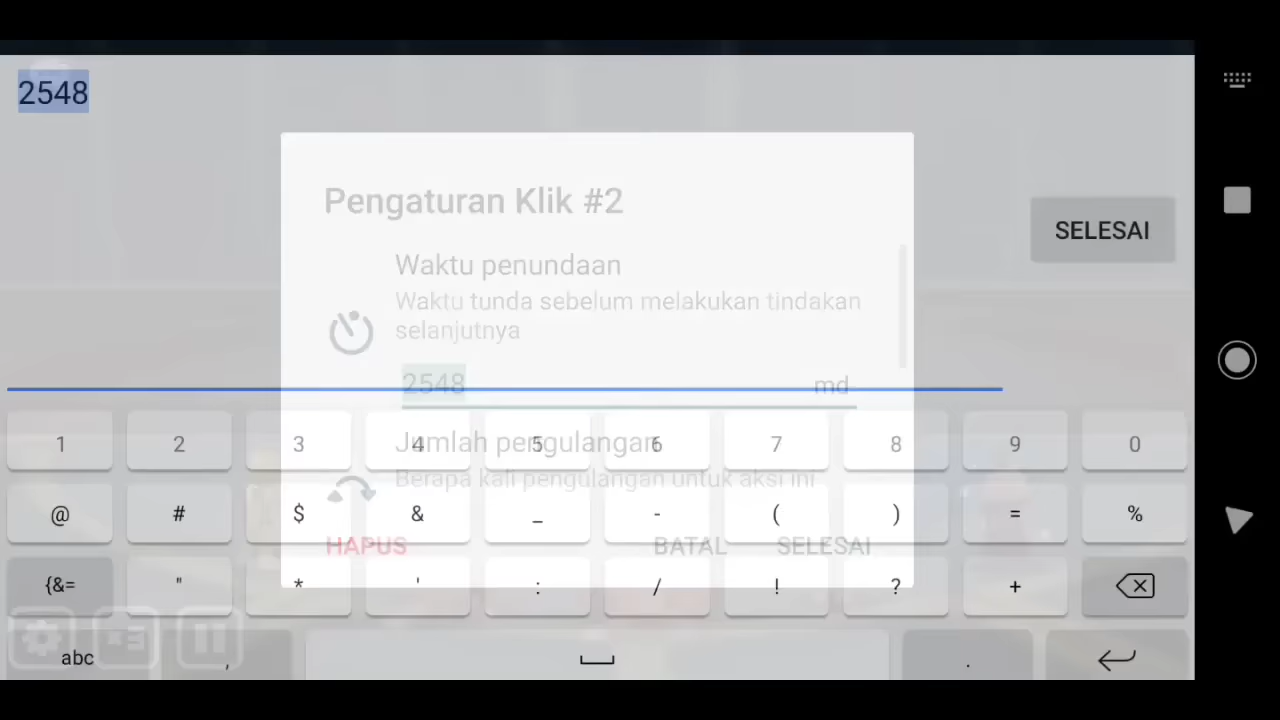 2548
Pengaturan Klik #2
SELESAI
Waktu penundaan
Waktu tunda sebelum melakukan tindakan
selanjutnya
2548 md
Jumlah pengulangan
Berapa kali pengulangan untuk aksi ini
HAPUS BATAL SELESAI
1 2 3 4 5 6 7 8 9 0
@ # $ & _ - ( ) = %
{&= " * ' : / ! ? +
abc , .
×3